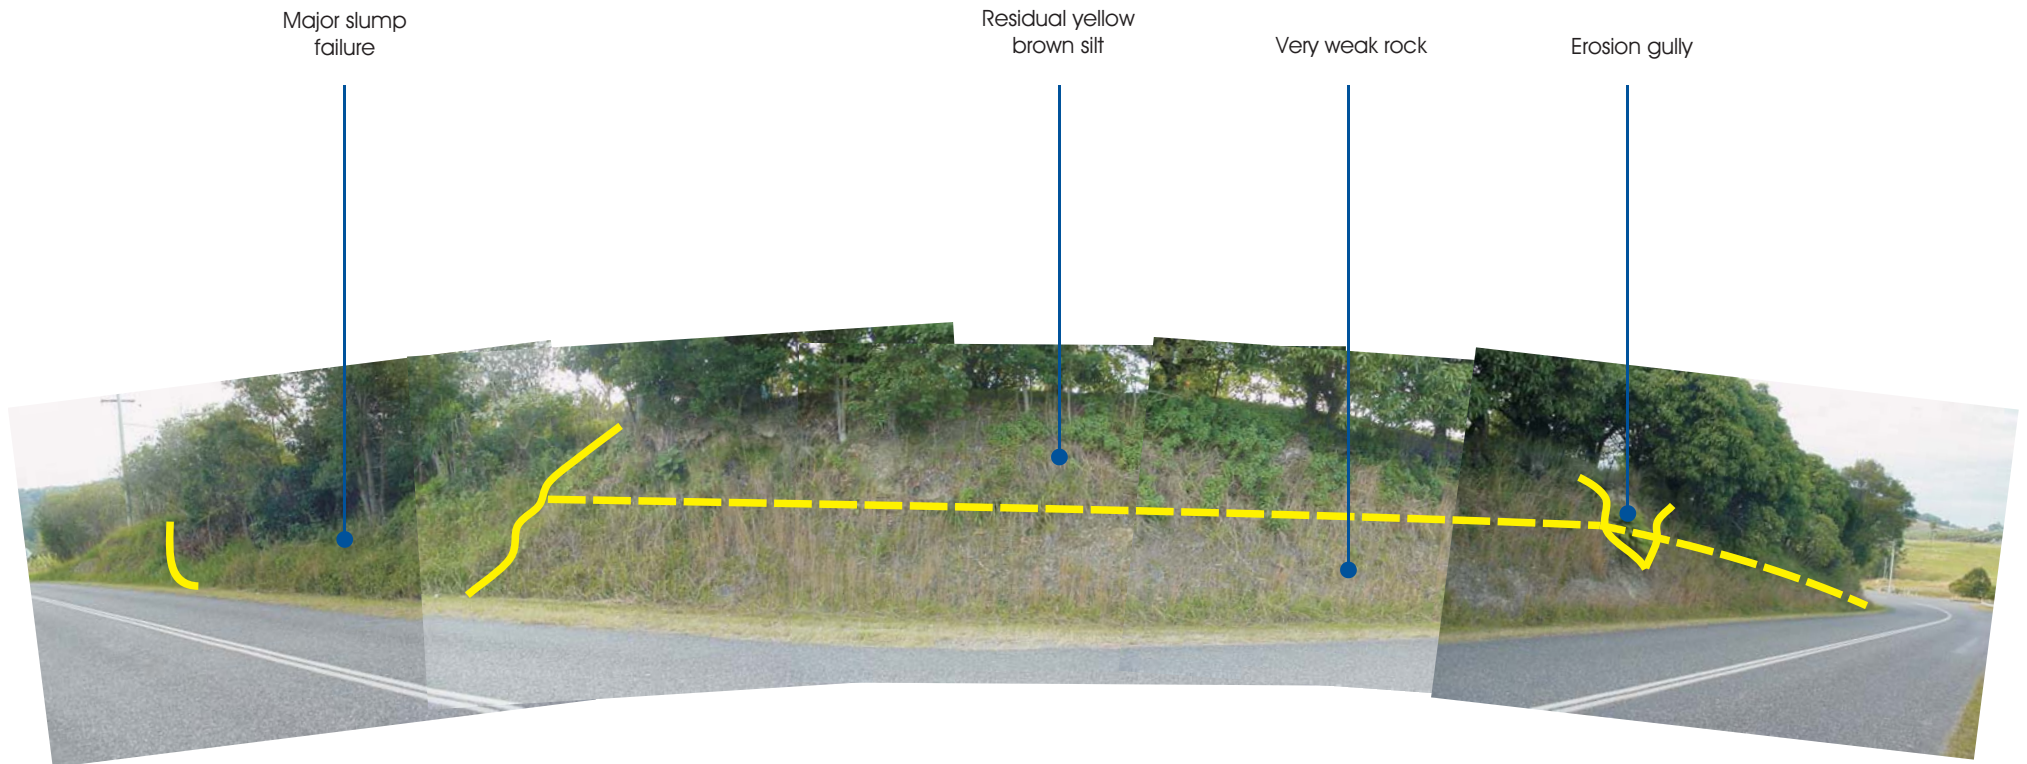 Major slump
failure
Residual yellow
brown silt
Very weak rock
Erosion gully